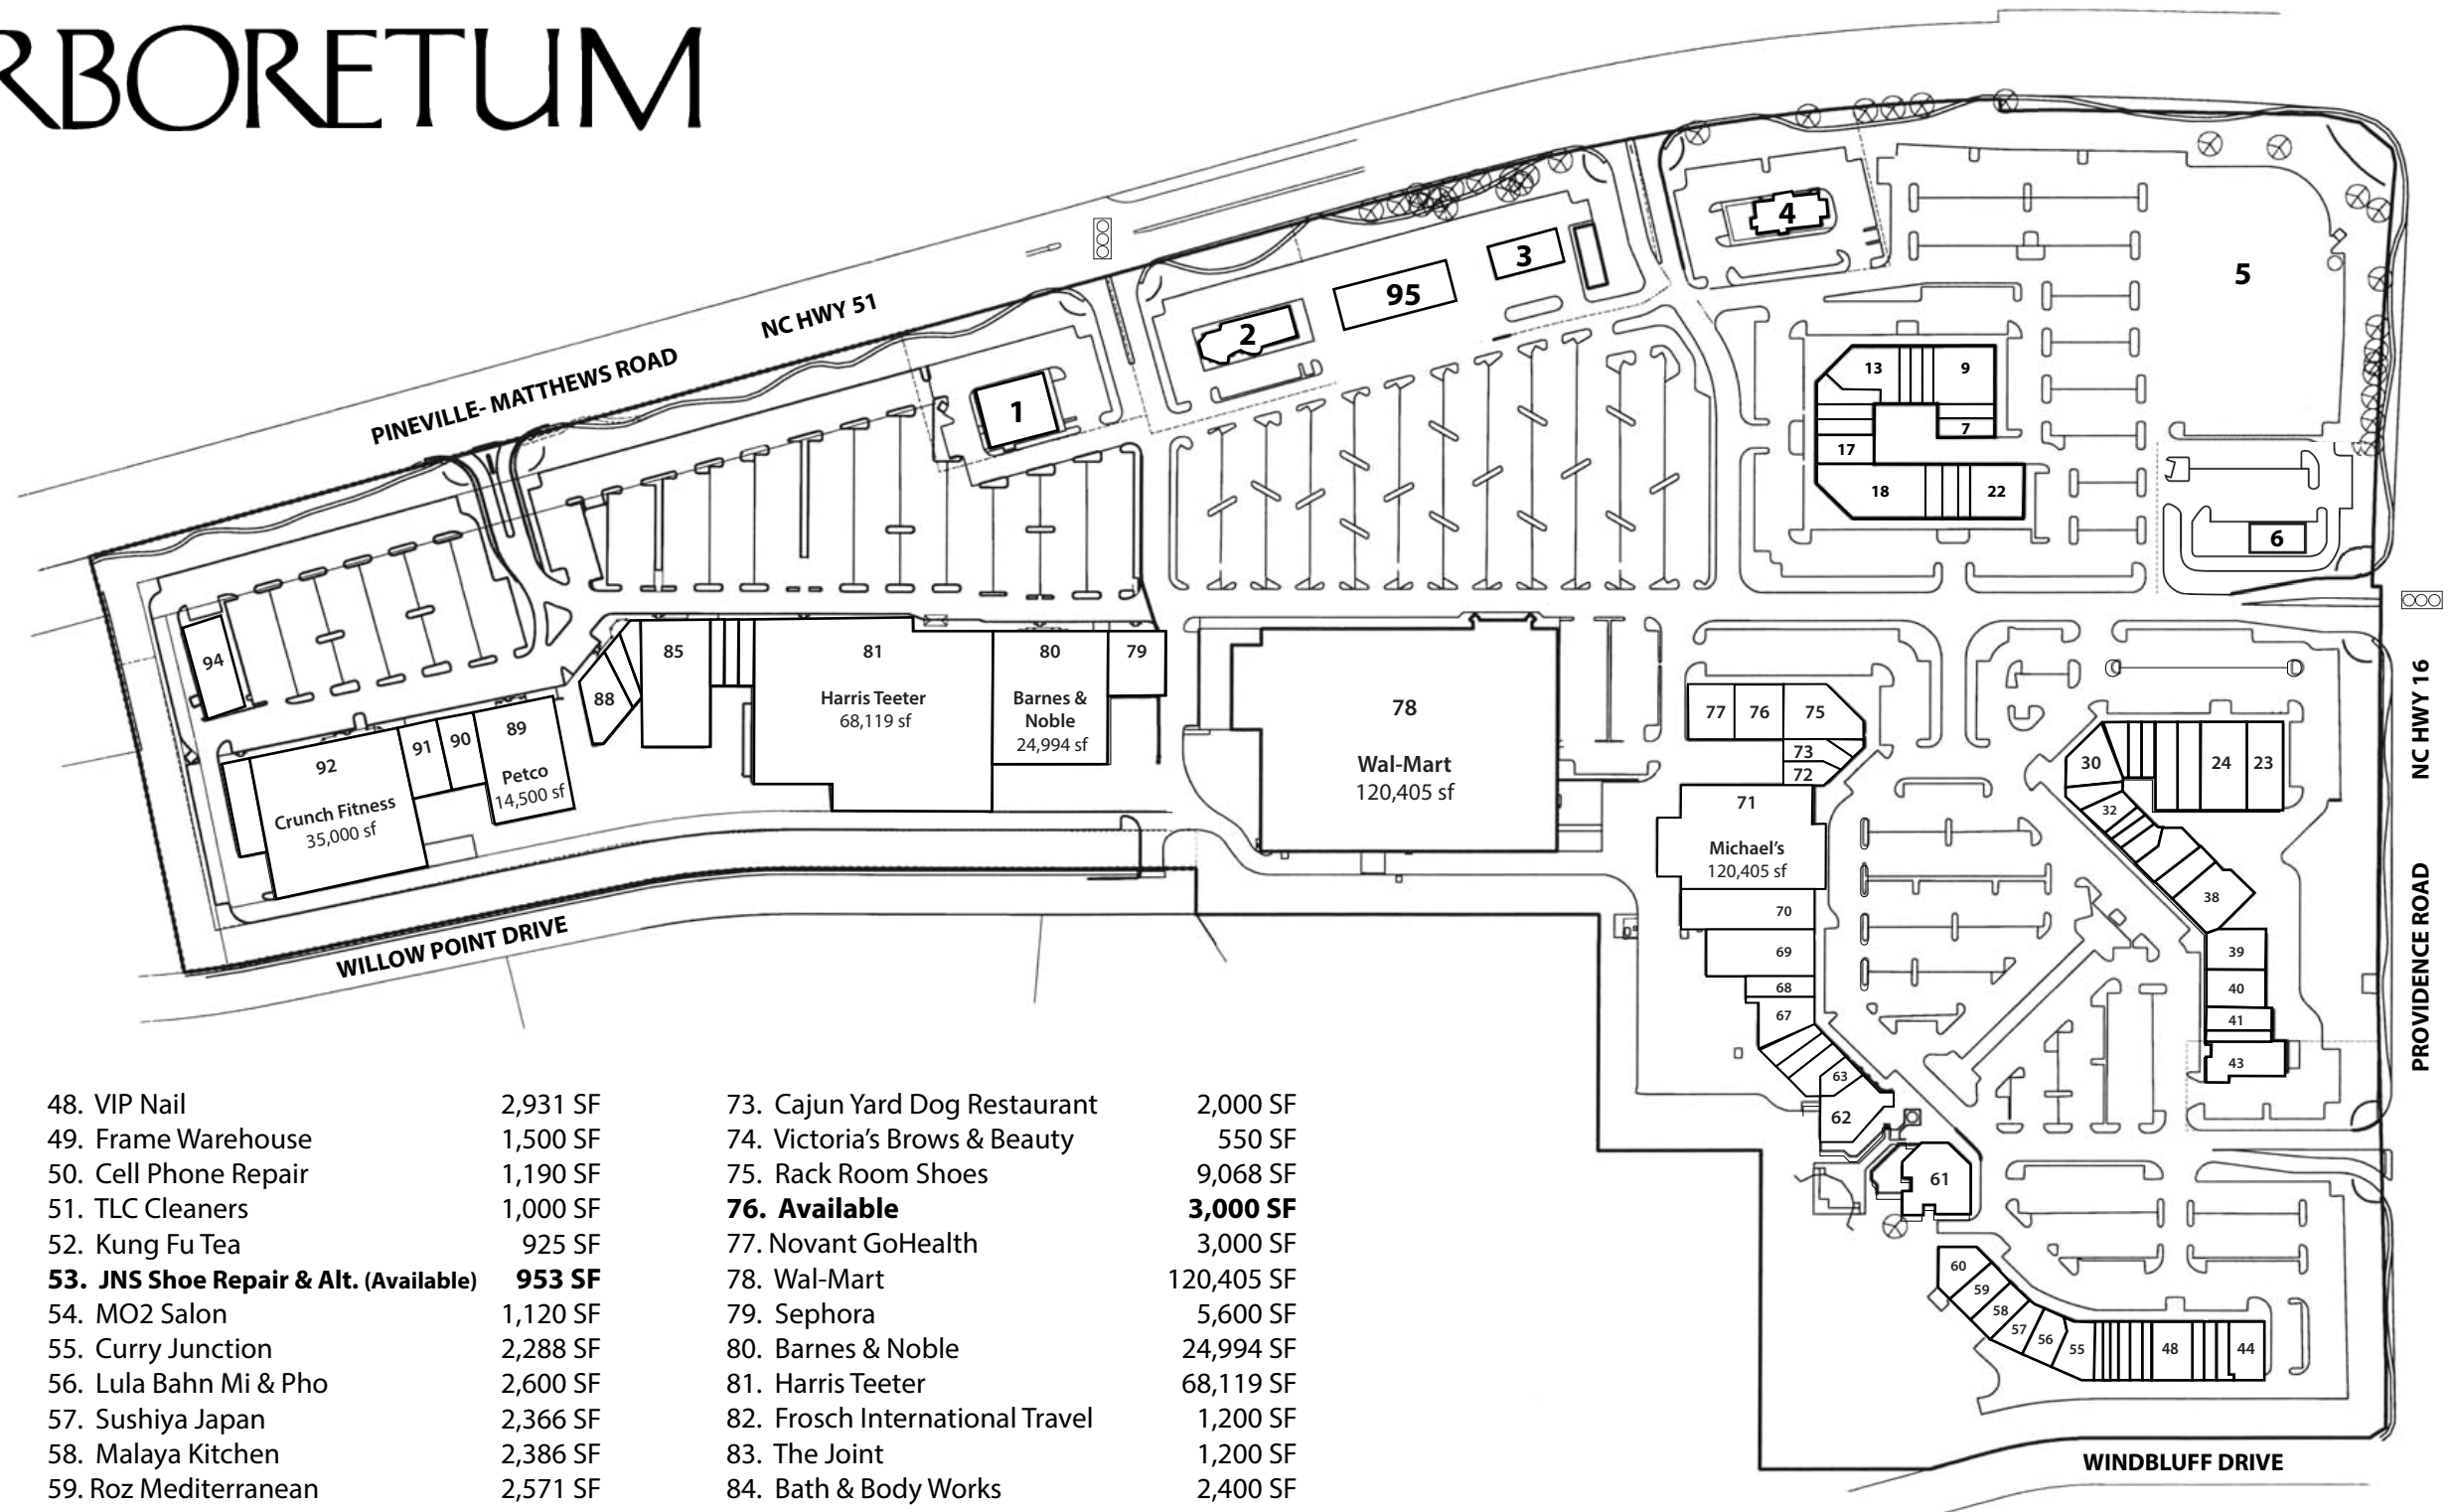 RBORETUM
PINEVILLE- MATTHEWS ROAD
NC HWY 51
4
3
5
95
2
1
13
9
7
17
18
22
6
94
85
81
80
79
88
Harris Teeter
68,119 sf
Barnes &
Noble
24,994 sf
78
Wal-Mart
120,405 sf
92
91
90
89
Petco
14,500 sf
Crunch Fitness
35,000 sf
77
76
75
73
72
71
Michael's
120,405 sf
70
69
68
67
63
62
61
30
24
23
32
38
39
40
41
43
60
59
58
57
56
55
48
44
NC HWY 16
PROVIDENCE ROAD
WILLOW POINT DRIVE
WINDBLUFF DRIVE
48. VIP Nail 2,931 SF
49. Frame Warehouse 1,500 SF
50. Cell Phone Repair 1,190 SF
51. TLC Cleaners 1,000 SF
52. Kung Fu Tea 925 SF
53. JNS Shoe Repair & Alt. (Available) 953 SF
54. MO2 Salon 1,120 SF
55. Curry Junction 2,288 SF
56. Lula Bahn Mi & Pho 2,600 SF
57. Sushiya Japan 2,366 SF
58. Malaya Kitchen 2,386 SF
59. Roz Mediterranean 2,571 SF
73. Cajun Yard Dog Restaurant 2,000 SF
74. Victoria's Brows & Beauty 550 SF
75. Rack Room Shoes 9,068 SF
76. Available 3,000 SF
77. Novant GoHealth 3,000 SF
78. Wal-Mart 120,405 SF
79. Sephora 5,600 SF
80. Barnes & Noble 24,994 SF
81. Harris Teeter 68,119 SF
82. Frosch International Travel 1,200 SF
83. The Joint 1,200 SF
84. Bath & Body Works 2,400 SF